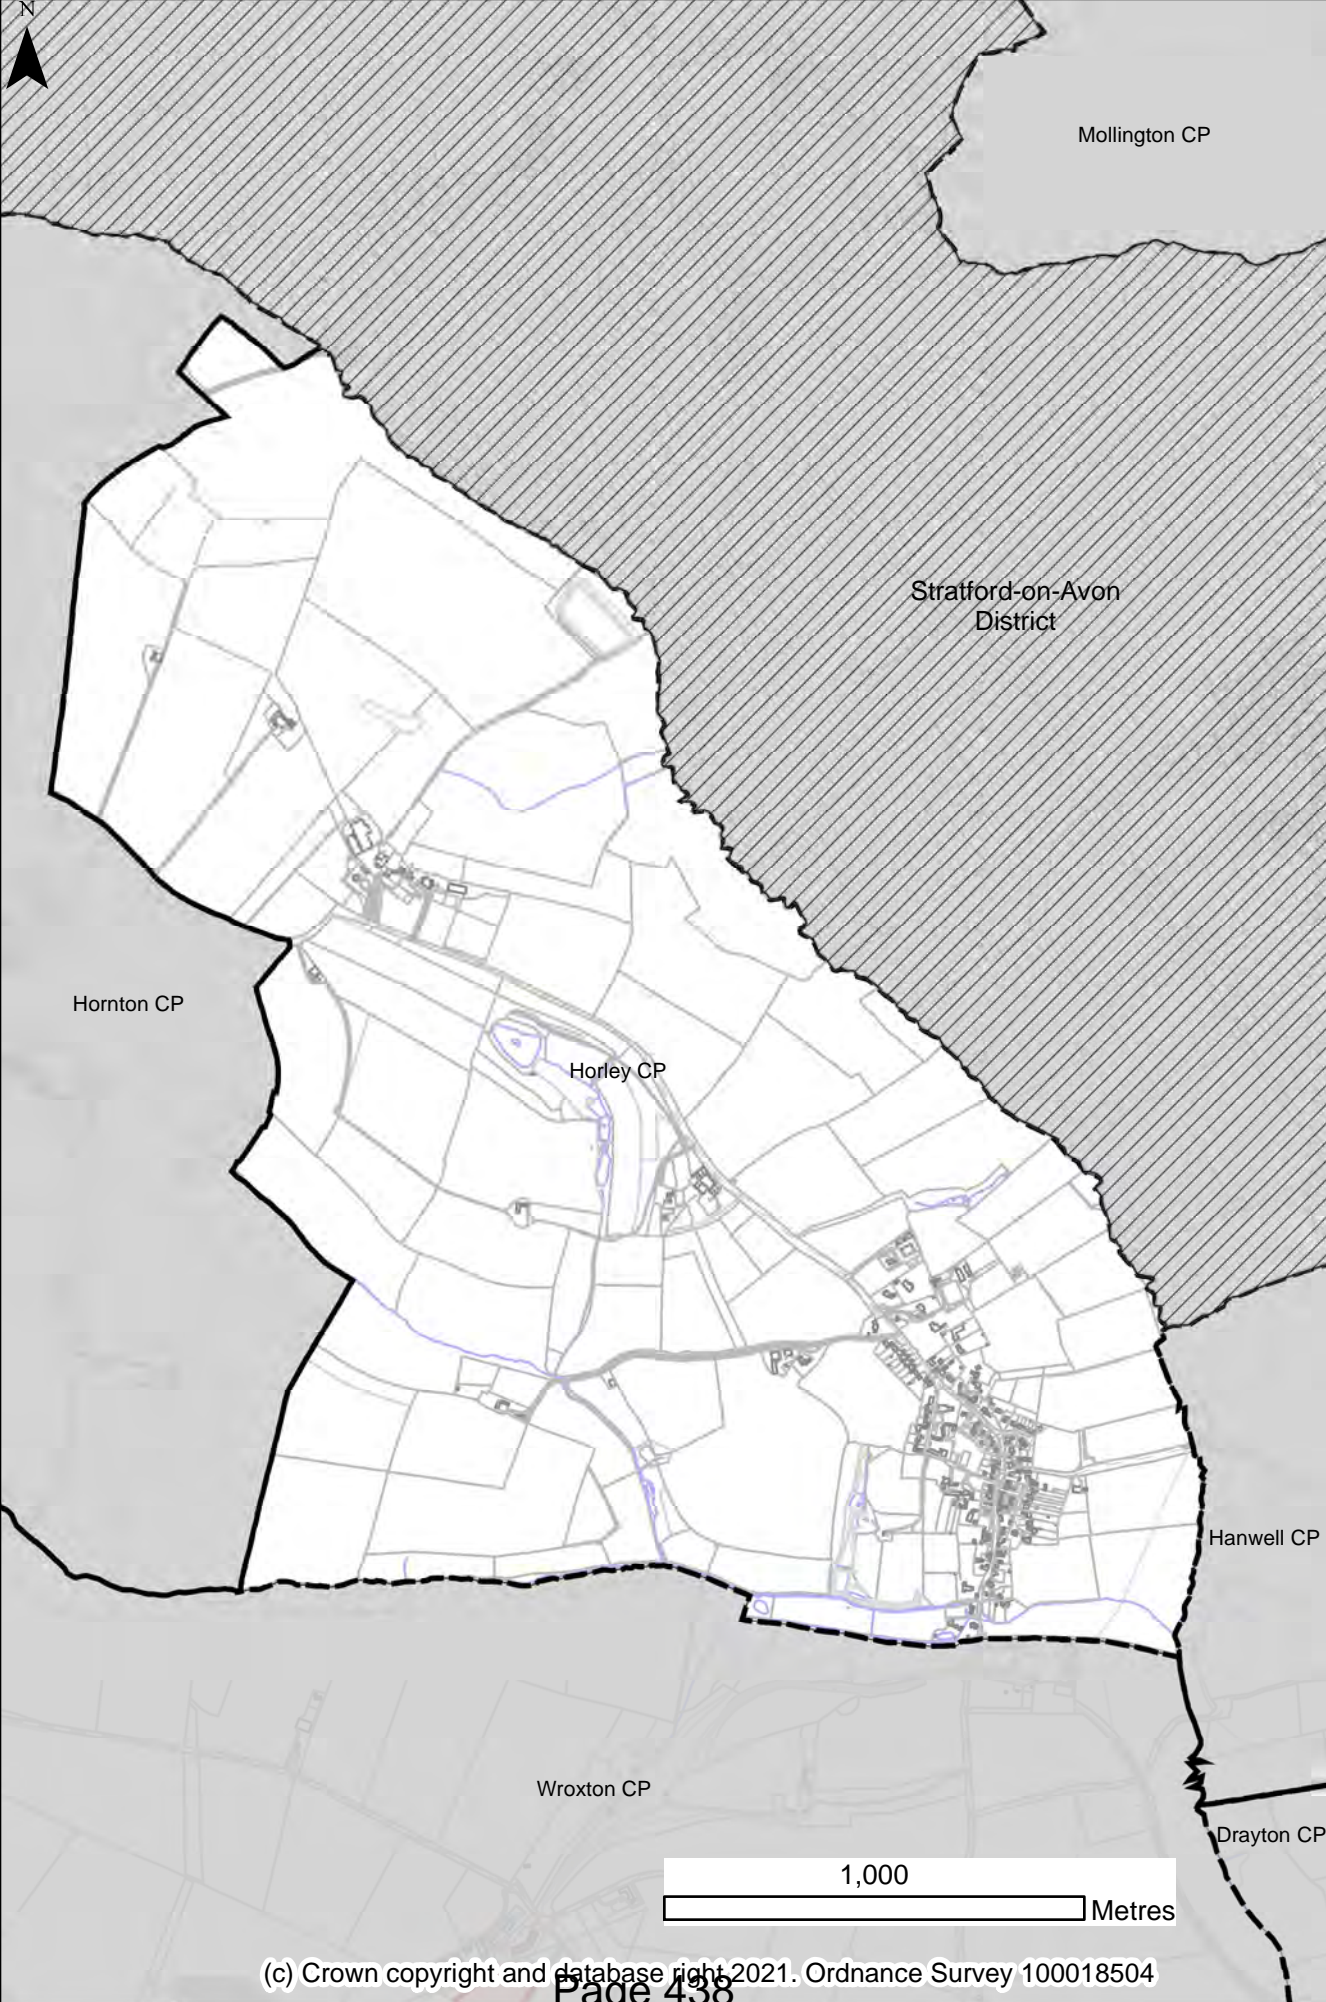 N
Mollington CP
Stratford-on-Avon
District
Hornton CP
Horley CP
Hanwell CP
Wroxton CP
Drayton CP
1,000
Metres
(c) Crown copyright and database right 2021. Ordnance Survey 100018504
Page 438